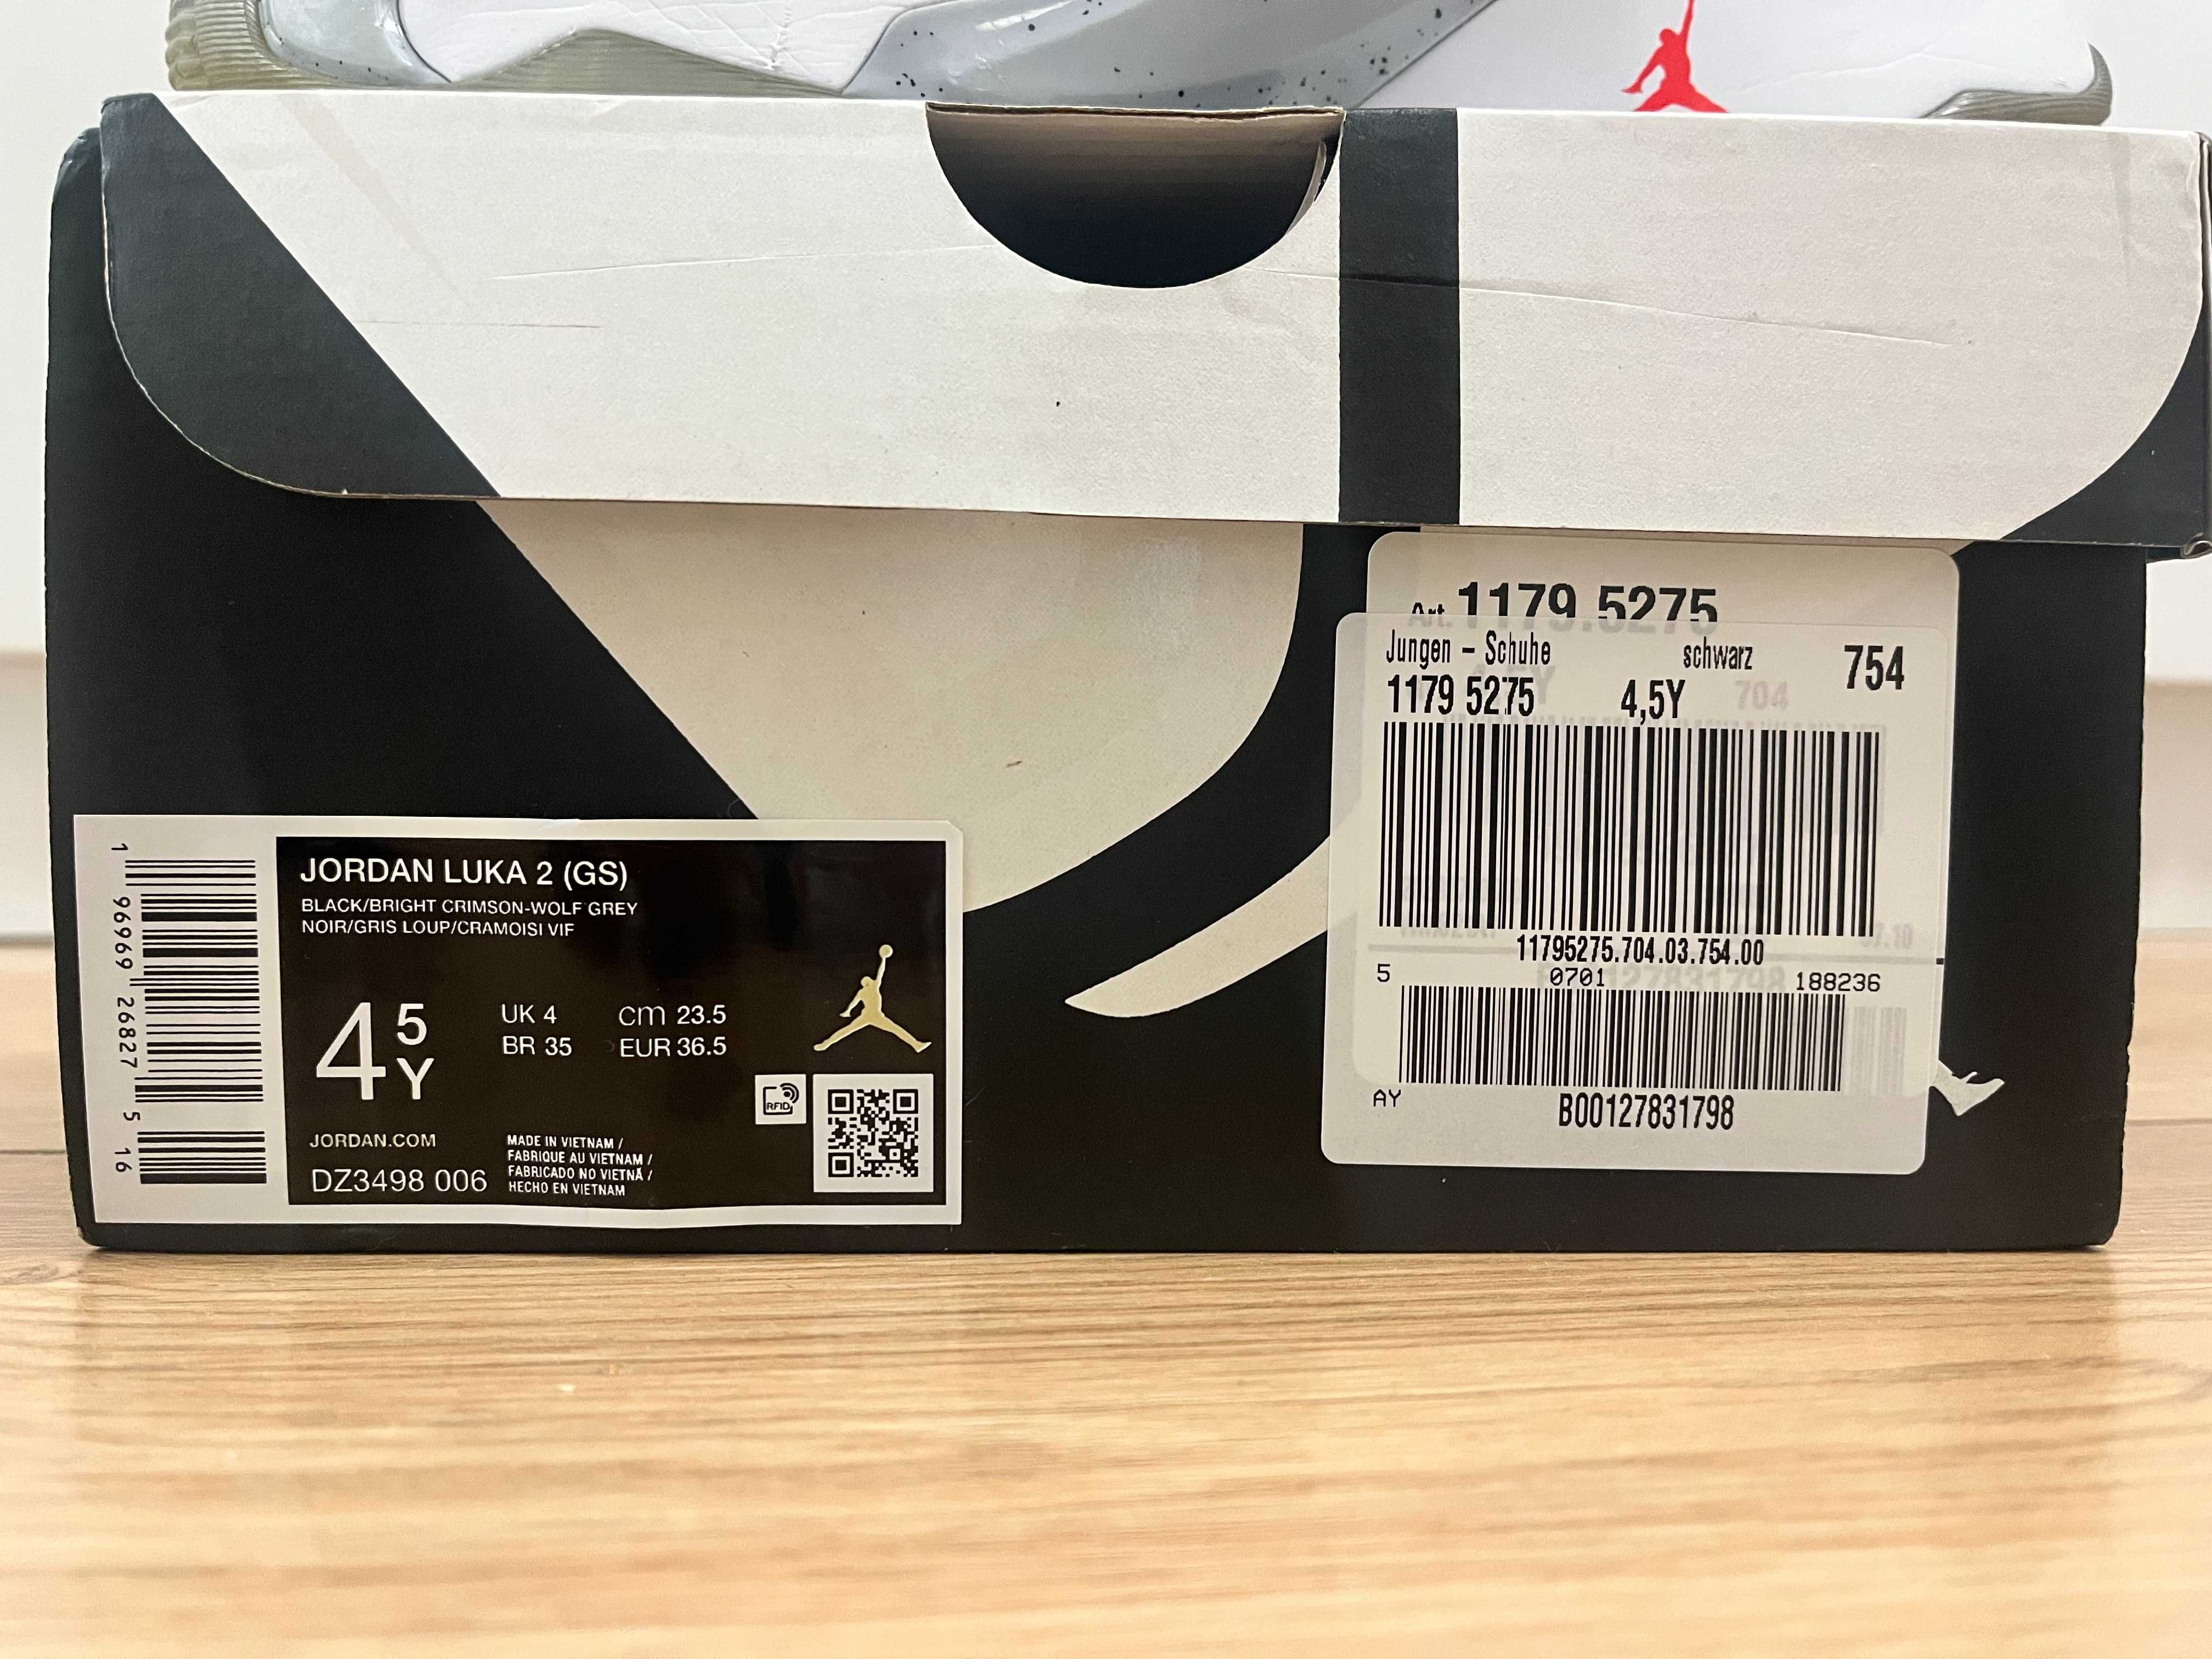 Art. 1179.5275
Jungen - Schuhe schwarz 754
1179 5275 4,5Y 704
11795275.704.03.754.00
5 0701 188236
AY
B00127831798
JORDAN LUKA 2 (GS)
BLACK/BRIGHT CRIMSON-WOLF GREY
NOIR/GRIS LOUP/CRAMOISI VIF
4 5 Y
UK 4 cm 23.5
BR 35 EUR 36.5
RFID
JORDAN.COM
DZ3498 006
MADE IN VIETNAM /
FABRIQUE AU VIETNAM /
FABRICADO NO VIETNÃ /
HECHO EN VIETNAM
1 96969 26827 5 16